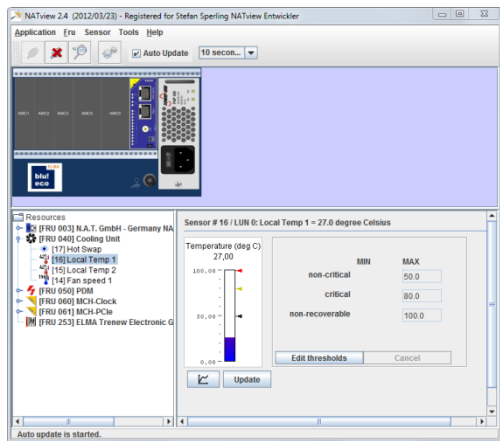 NATview 2.4 (2012/03/23) - Registered for Stefan Sperling NATview Entwickler
Application Fru Sensor Tools Help
Auto Update 10 secon...
AMC1 AMC2 AMC3 AMC4 AMC5
blu!
eco
Resources
[FRU 003] N.A.T. GmbH - Germany NA
[FRU 040] Cooling Unit
[17] Hot Swap
[16] Local Temp 1
[15] Local Temp 2
[14] Fan speed 1
[FRU 050] PDM
[FRU 060] MCH-Clock
[FRU 061] MCH-PCIe
[FRU 253] ELMA Trenew Electronic G
Sensor # 16 / LUN 0: Local Temp 1 = 27.0 degree Celsius
Temperature (deg C)
27,00
100,00
50,00
0,00
MIN MAX
non-critical 50.0
critical 80.0
non-recoverable 100.0
Edit thresholds Cancel
Update
Auto update is started.